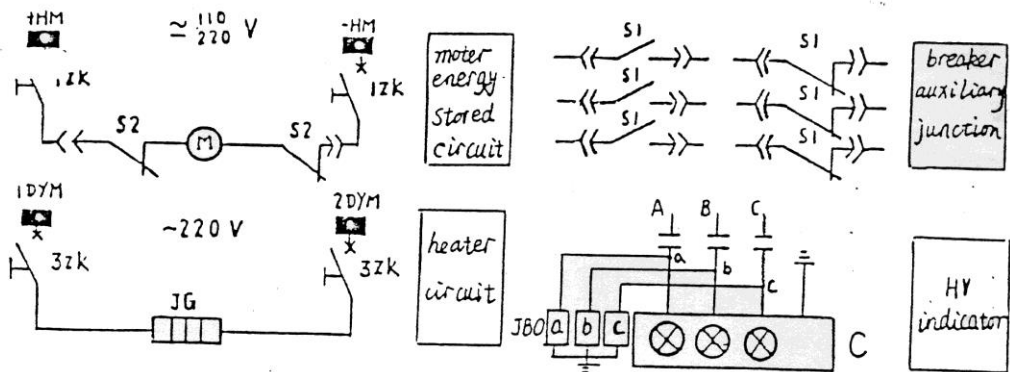 +HM
≃ 110/220 V
-HM
1ZK
1ZK
S2
M
S2
moter
energy
stored
circuit
S1
S1
S1
S1
S1
S1
breaker
auxiliary
junction
1DYM
~220 V
2DYM
3ZK
3ZK
JG
heater
circuit
A B C
a
b
c
JBO a b c
C
HV
indicator